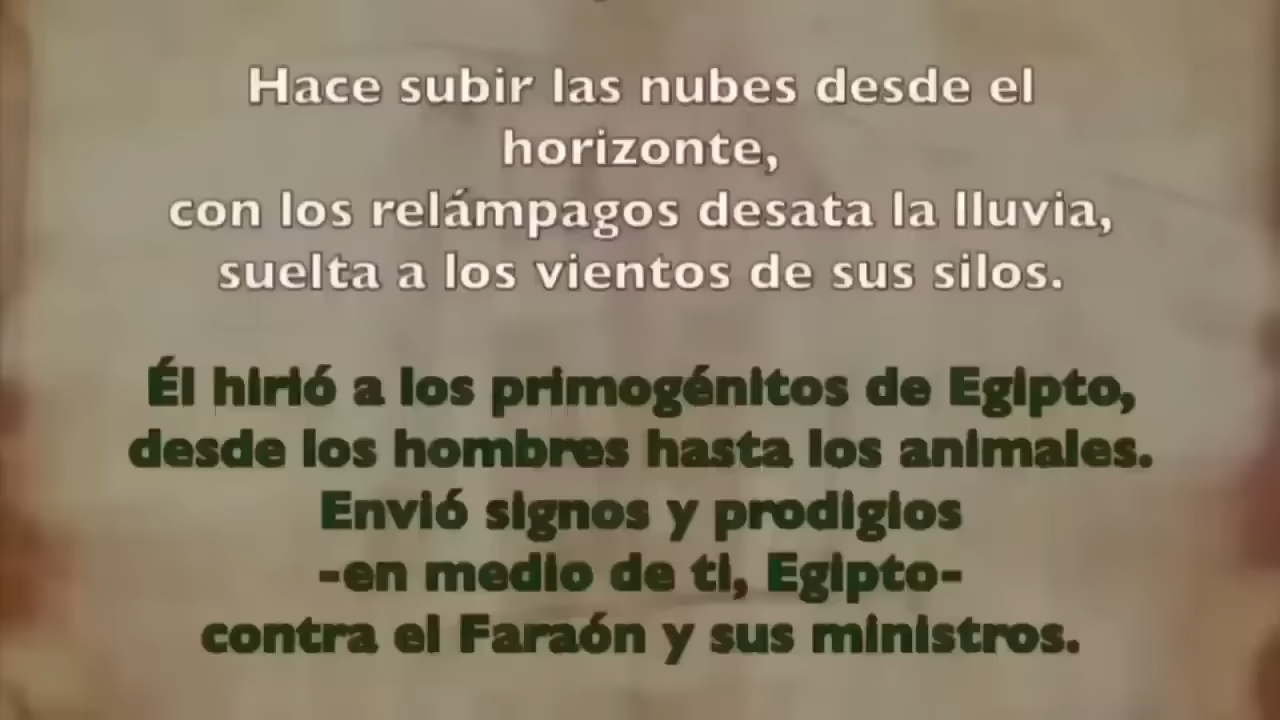 Hace subir las nubes desde el
horizonte,
con los relámpagos desata la lluvia,
suelta a los vientos de sus silos.
Él hirió a los primogénitos de Egipto,
desde los hombres hasta los animales.
Envió signos y prodigios
-en medio de ti, Egipto-
contra el Faraón y sus ministros.